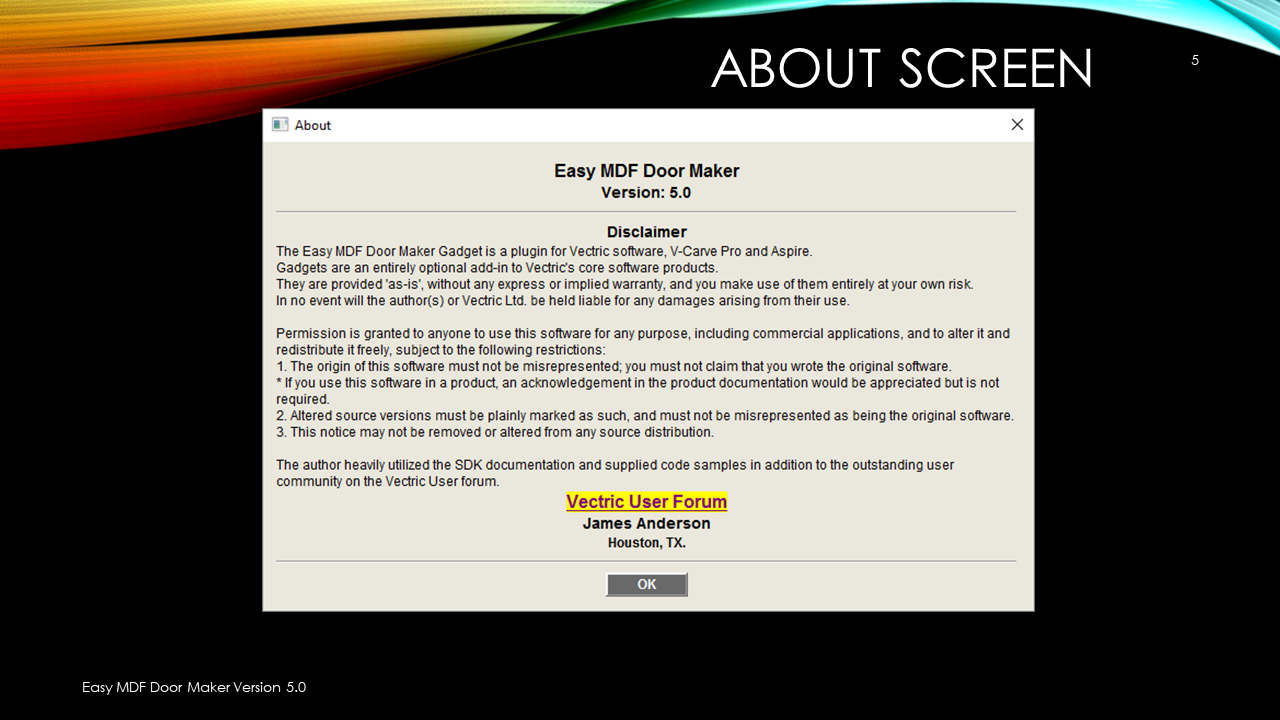 ABOUT SCREEN
5
About
Easy MDF Door Maker
Version: 5.0
Disclaimer
The Easy MDF Door Maker Gadget is a plugin for Vectric software, V-Carve Pro and Aspire.
Gadgets are an entirely optional add-in to Vectric's core software products.
They are provided 'as-is', without any express or implied warranty, and you make use of them entirely at your own risk.
In no event will the author(s) or Vectric Ltd. be held liable for any damages arising from their use.
Permission is granted to anyone to use this software for any purpose, including commercial applications, and to alter it and
redistribute it freely, subject to the following restrictions:
1. The origin of this software must not be misrepresented; you must not claim that you wrote the original software.
* If you use this software in a product, an acknowledgement in the product documentation would be appreciated but is not
required.
2. Altered source versions must be plainly marked as such, and must not be misrepresented as being the original software.
3. This notice may not be removed or altered from any source distribution.
The author heavily utilized the SDK documentation and supplied code samples in addition to the outstanding user
community on the Vectric User forum.
Vectric User Forum
James Anderson
Houston, TX.
OK
Easy MDF Door Maker Version 5.0